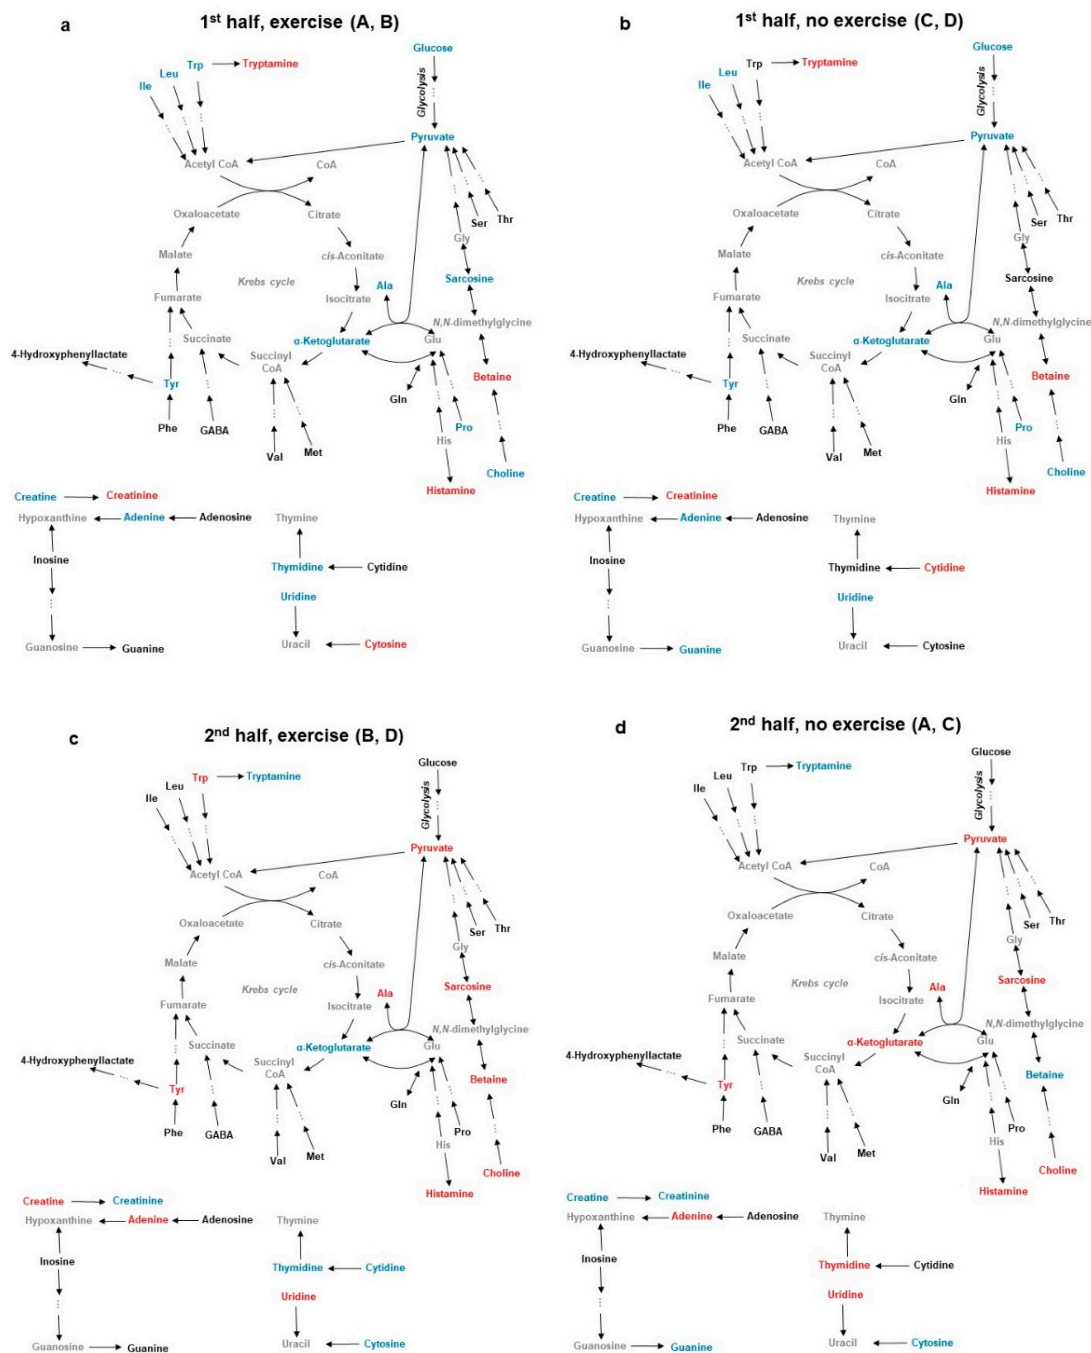 a
1st half, exercise (A, B)
Glucose
Trp
Tryptamine
Leu
Ile
Glycolysis
Pyruvate
Acetyl CoA
CoA
Oxaloacetate
Citrate
Ser
Thr
Gly
Malate
cis-Aconitate
Krebs cycle
Sarcosine
Fumarate
Isocitrate
Ala
N,N-dimethylglycine
Succinate
α-Ketoglutarate
Glu
4-Hydroxyphenyllactate
Succinyl
CoA
Betaine
Tyr
Gln
Phe
GABA
Pro
His
Val
Met
Choline
Histamine
Creatine
Creatinine
Hypoxanthine
Adenine
Adenosine
Thymine
Inosine
Thymidine
Cytidine
Uridine
Guanosine
Guanine
Uracil
Cytosine
b
1st half, no exercise (C, D)
Glucose
Trp
Tryptamine
Leu
Ile
Glycolysis
Pyruvate
Acetyl CoA
CoA
Oxaloacetate
Citrate
Ser
Thr
Gly
Malate
cis-Aconitate
Krebs cycle
Sarcosine
Fumarate
Isocitrate
Ala
N,N-dimethylglycine
Succinate
α-Ketoglutarate
Glu
4-Hydroxyphenyllactate
Succinyl
CoA
Betaine
Tyr
Gln
Phe
GABA
Pro
His
Val
Met
Choline
Histamine
Creatine
Creatinine
Hypoxanthine
Adenine
Adenosine
Thymine
Inosine
Thymidine
Cytidine
Uridine
Guanosine
Guanine
Uracil
Cytosine
c
2nd half, exercise (B, D)
Glucose
Trp
Tryptamine
Leu
Ile
Glycolysis
Pyruvate
Acetyl CoA
CoA
Oxaloacetate
Citrate
Ser
Thr
Gly
Malate
cis-Aconitate
Krebs cycle
Sarcosine
Fumarate
Isocitrate
Ala
N,N-dimethylglycine
Succinate
α-Ketoglutarate
Glu
4-Hydroxyphenyllactate
Succinyl
CoA
Betaine
Tyr
Gln
Phe
GABA
Pro
His
Val
Met
Choline
Histamine
Creatine
Creatinine
Hypoxanthine
Adenine
Adenosine
Thymine
Inosine
Thymidine
Cytidine
Uridine
Guanosine
Guanine
Uracil
Cytosine
d
2nd half, no exercise (A, C)
Glucose
Trp
Tryptamine
Leu
Ile
Glycolysis
Pyruvate
Acetyl CoA
CoA
Oxaloacetate
Citrate
Ser
Thr
Gly
Malate
cis-Aconitate
Krebs cycle
Sarcosine
Fumarate
Isocitrate
Ala
N,N-dimethylglycine
Succinate
α-Ketoglutarate
Glu
4-Hydroxyphenyllactate
Succinyl
CoA
Betaine
Tyr
Gln
Phe
GABA
Pro
His
Val
Met
Choline
Histamine
Creatine
Creatinine
Hypoxanthine
Adenine
Adenosine
Thymine
Inosine
Thymidine
Cytidine
Uridine
Guanosine
Guanine
Uracil
Cytosine